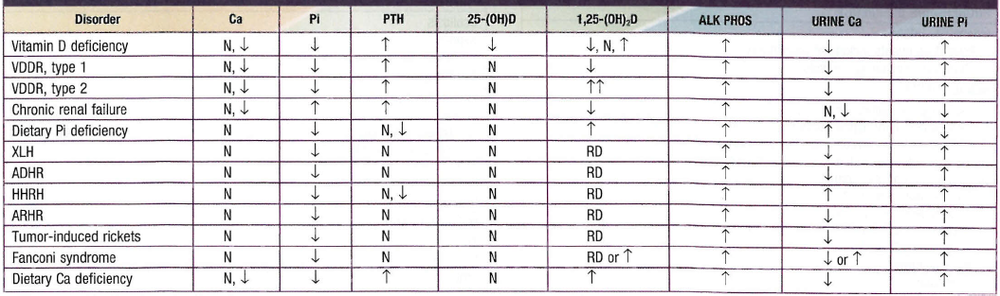 Disorder Ca Pi PTH 25-(OH)D 1,25-(OH)₂D ALK PHOS URINE Ca URINE Pi
Vitamin D deficiency N, ↓ ↓ ↑ ↓ ↓, N, ↑ ↑ ↓ ↑
VDDR, type 1 N, ↓ ↓ ↑ N ↓ ↑ ↓ ↑
VDDR, type 2 N, ↓ ↓ ↑ N ↑↑ ↑ ↓ ↑
Chronic renal failure N, ↓ ↑ ↑ N ↓ ↑ N, ↓ ↓
Dietary Pi deficiency N ↓ N, ↓ N ↑ ↑ ↑ ↓
XLH N ↓ N N RD ↑ ↓ ↑
ADHR N ↓ N N RD ↑ ↓ ↑
HHRH N ↓ N, ↓ N RD ↑ ↑ ↑
ARHR N ↓ N N RD ↑ ↓ ↑
Tumor-induced rickets N ↓ N N RD ↑ ↓ ↑
Fanconi syndrome N ↓ N N RD or ↑ ↑ ↓ or ↑ ↑
Dietary Ca deficiency N, ↓ ↓ ↑ N ↑ ↑ ↓ ↑